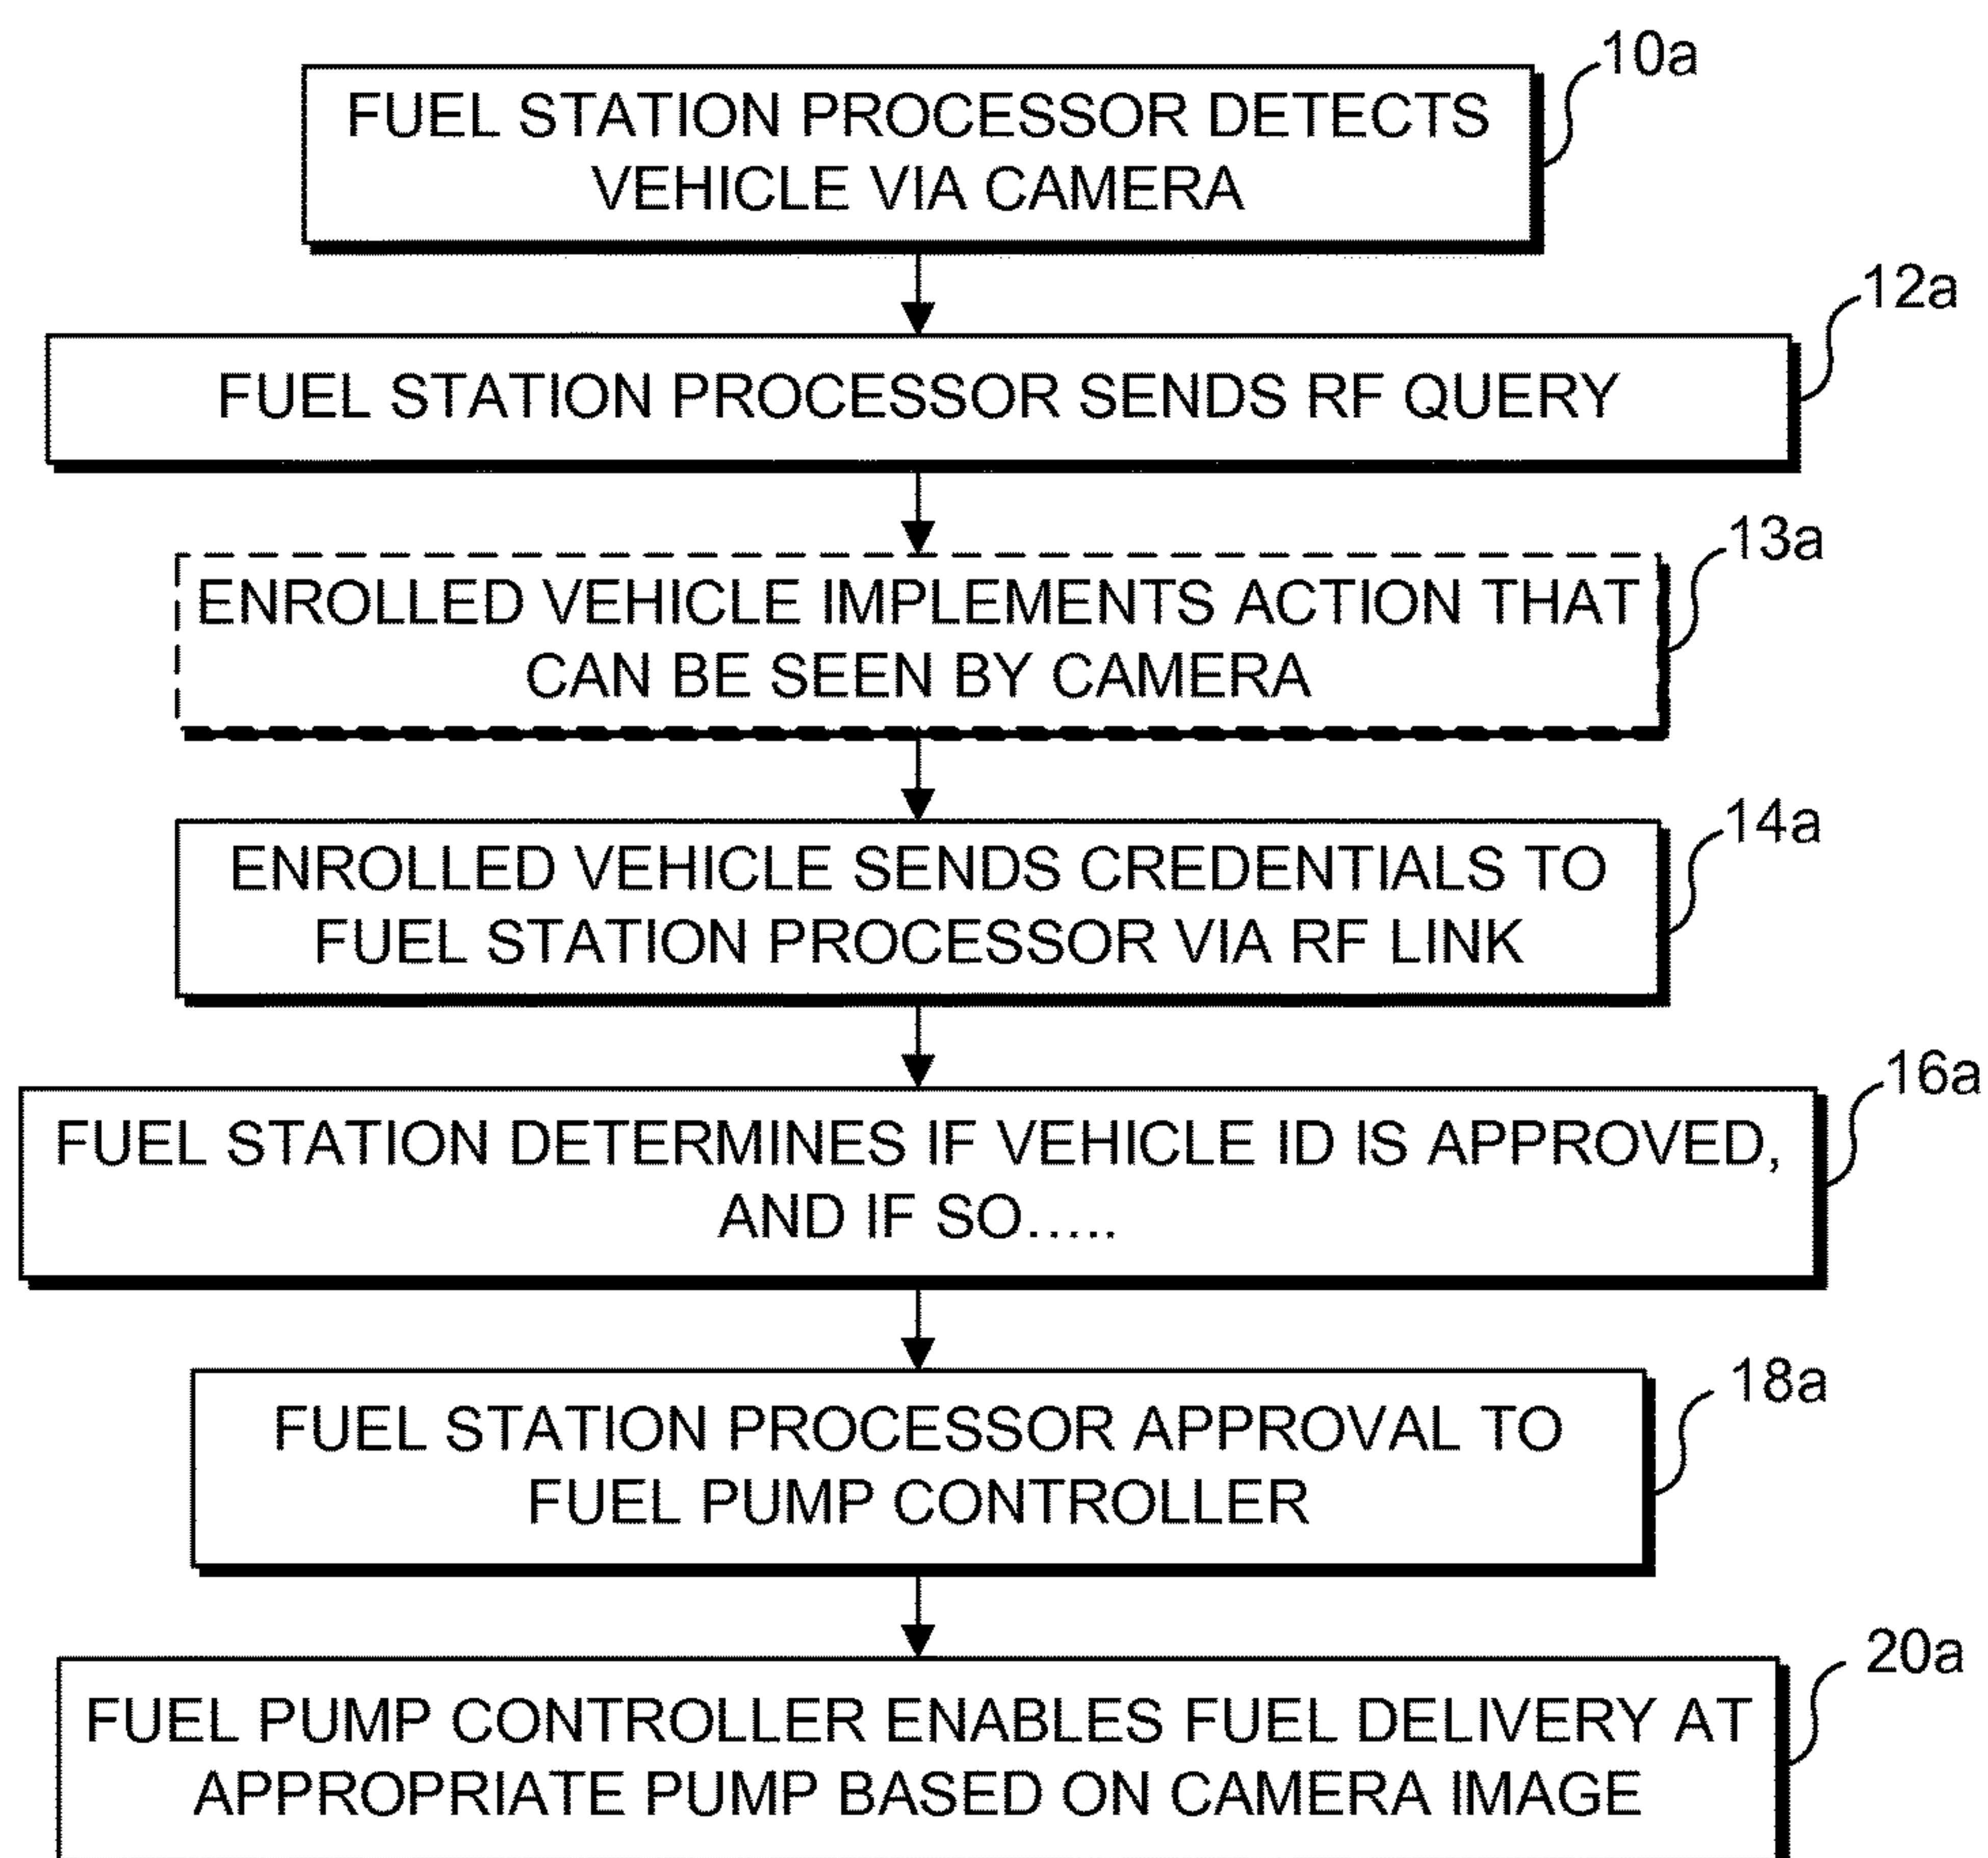 10a
FUEL STATION PROCESSOR DETECTS
VEHICLE VIA CAMERA
12a
FUEL STATION PROCESSOR SENDS RF QUERY
13a
ENROLLED VEHICLE IMPLEMENTS ACTION THAT
CAN BE SEEN BY CAMERA
14a
ENROLLED VEHICLE SENDS CREDENTIALS TO
FUEL STATION PROCESSOR VIA RF LINK
16a
FUEL STATION DETERMINES IF VEHICLE ID IS APPROVED,
AND IF SO.....
18a
FUEL STATION PROCESSOR APPROVAL TO
FUEL PUMP CONTROLLER
20a
FUEL PUMP CONTROLLER ENABLES FUEL DELIVERY AT
APPROPRIATE PUMP BASED ON CAMERA IMAGE